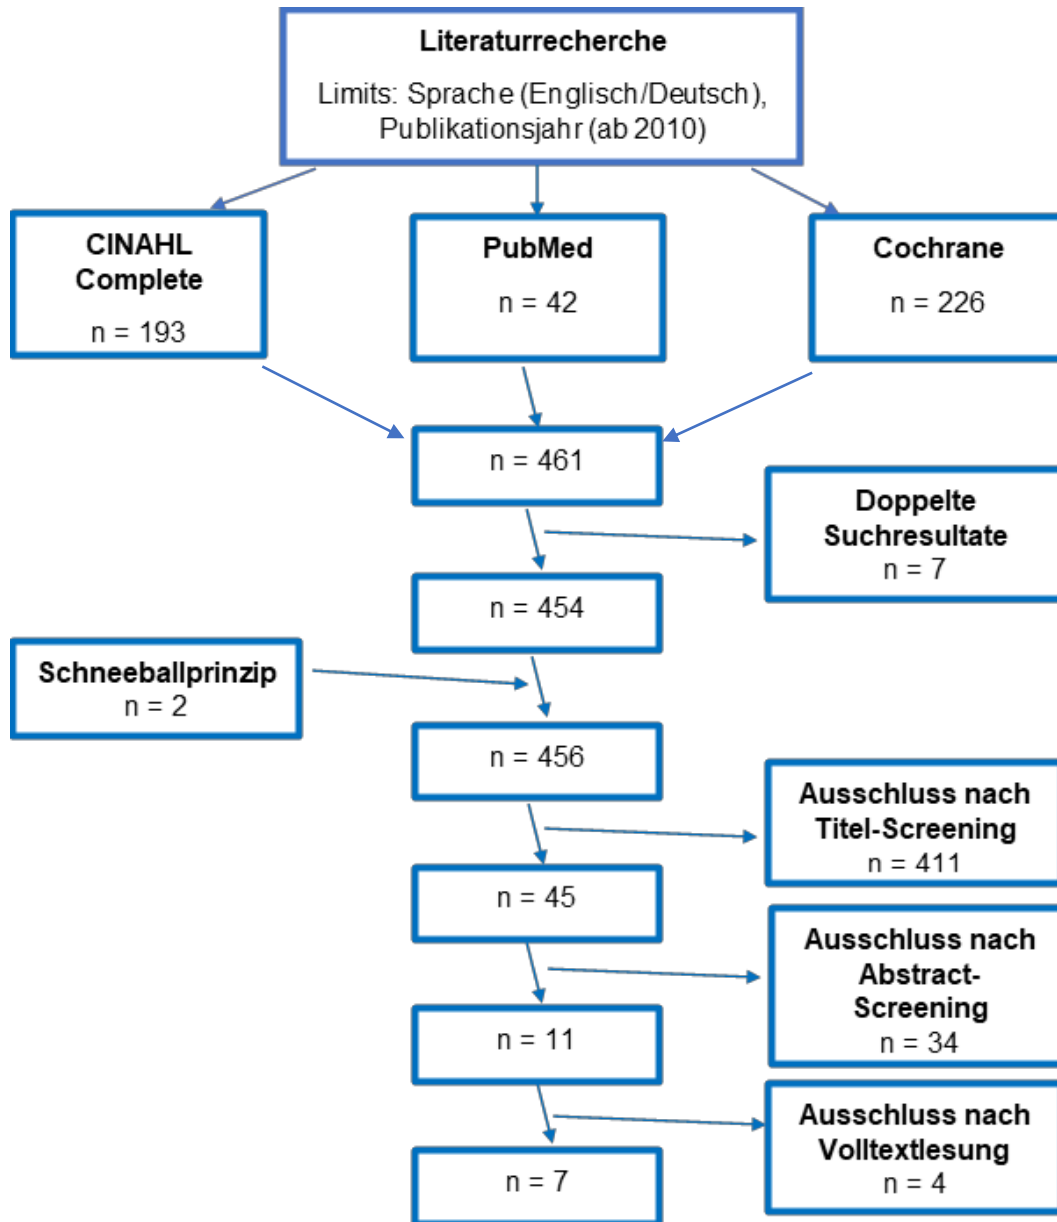 Literaturrecherche
Limits: Sprache (Englisch/Deutsch),
Publikationsjahr (ab 2010)
CINAHL
Complete
n = 193
PubMed
n = 42
Cochrane
n = 226
n = 461
Doppelte
Suchresultate
n = 7
n = 454
Schneeballprinzip
n = 2
n = 456
Ausschluss nach
Titel-Screening
n = 411
n = 45
Ausschluss nach
Abstract-
Screening
n = 34
n = 11
Ausschluss nach
Volltextlesung
n = 4
n = 7